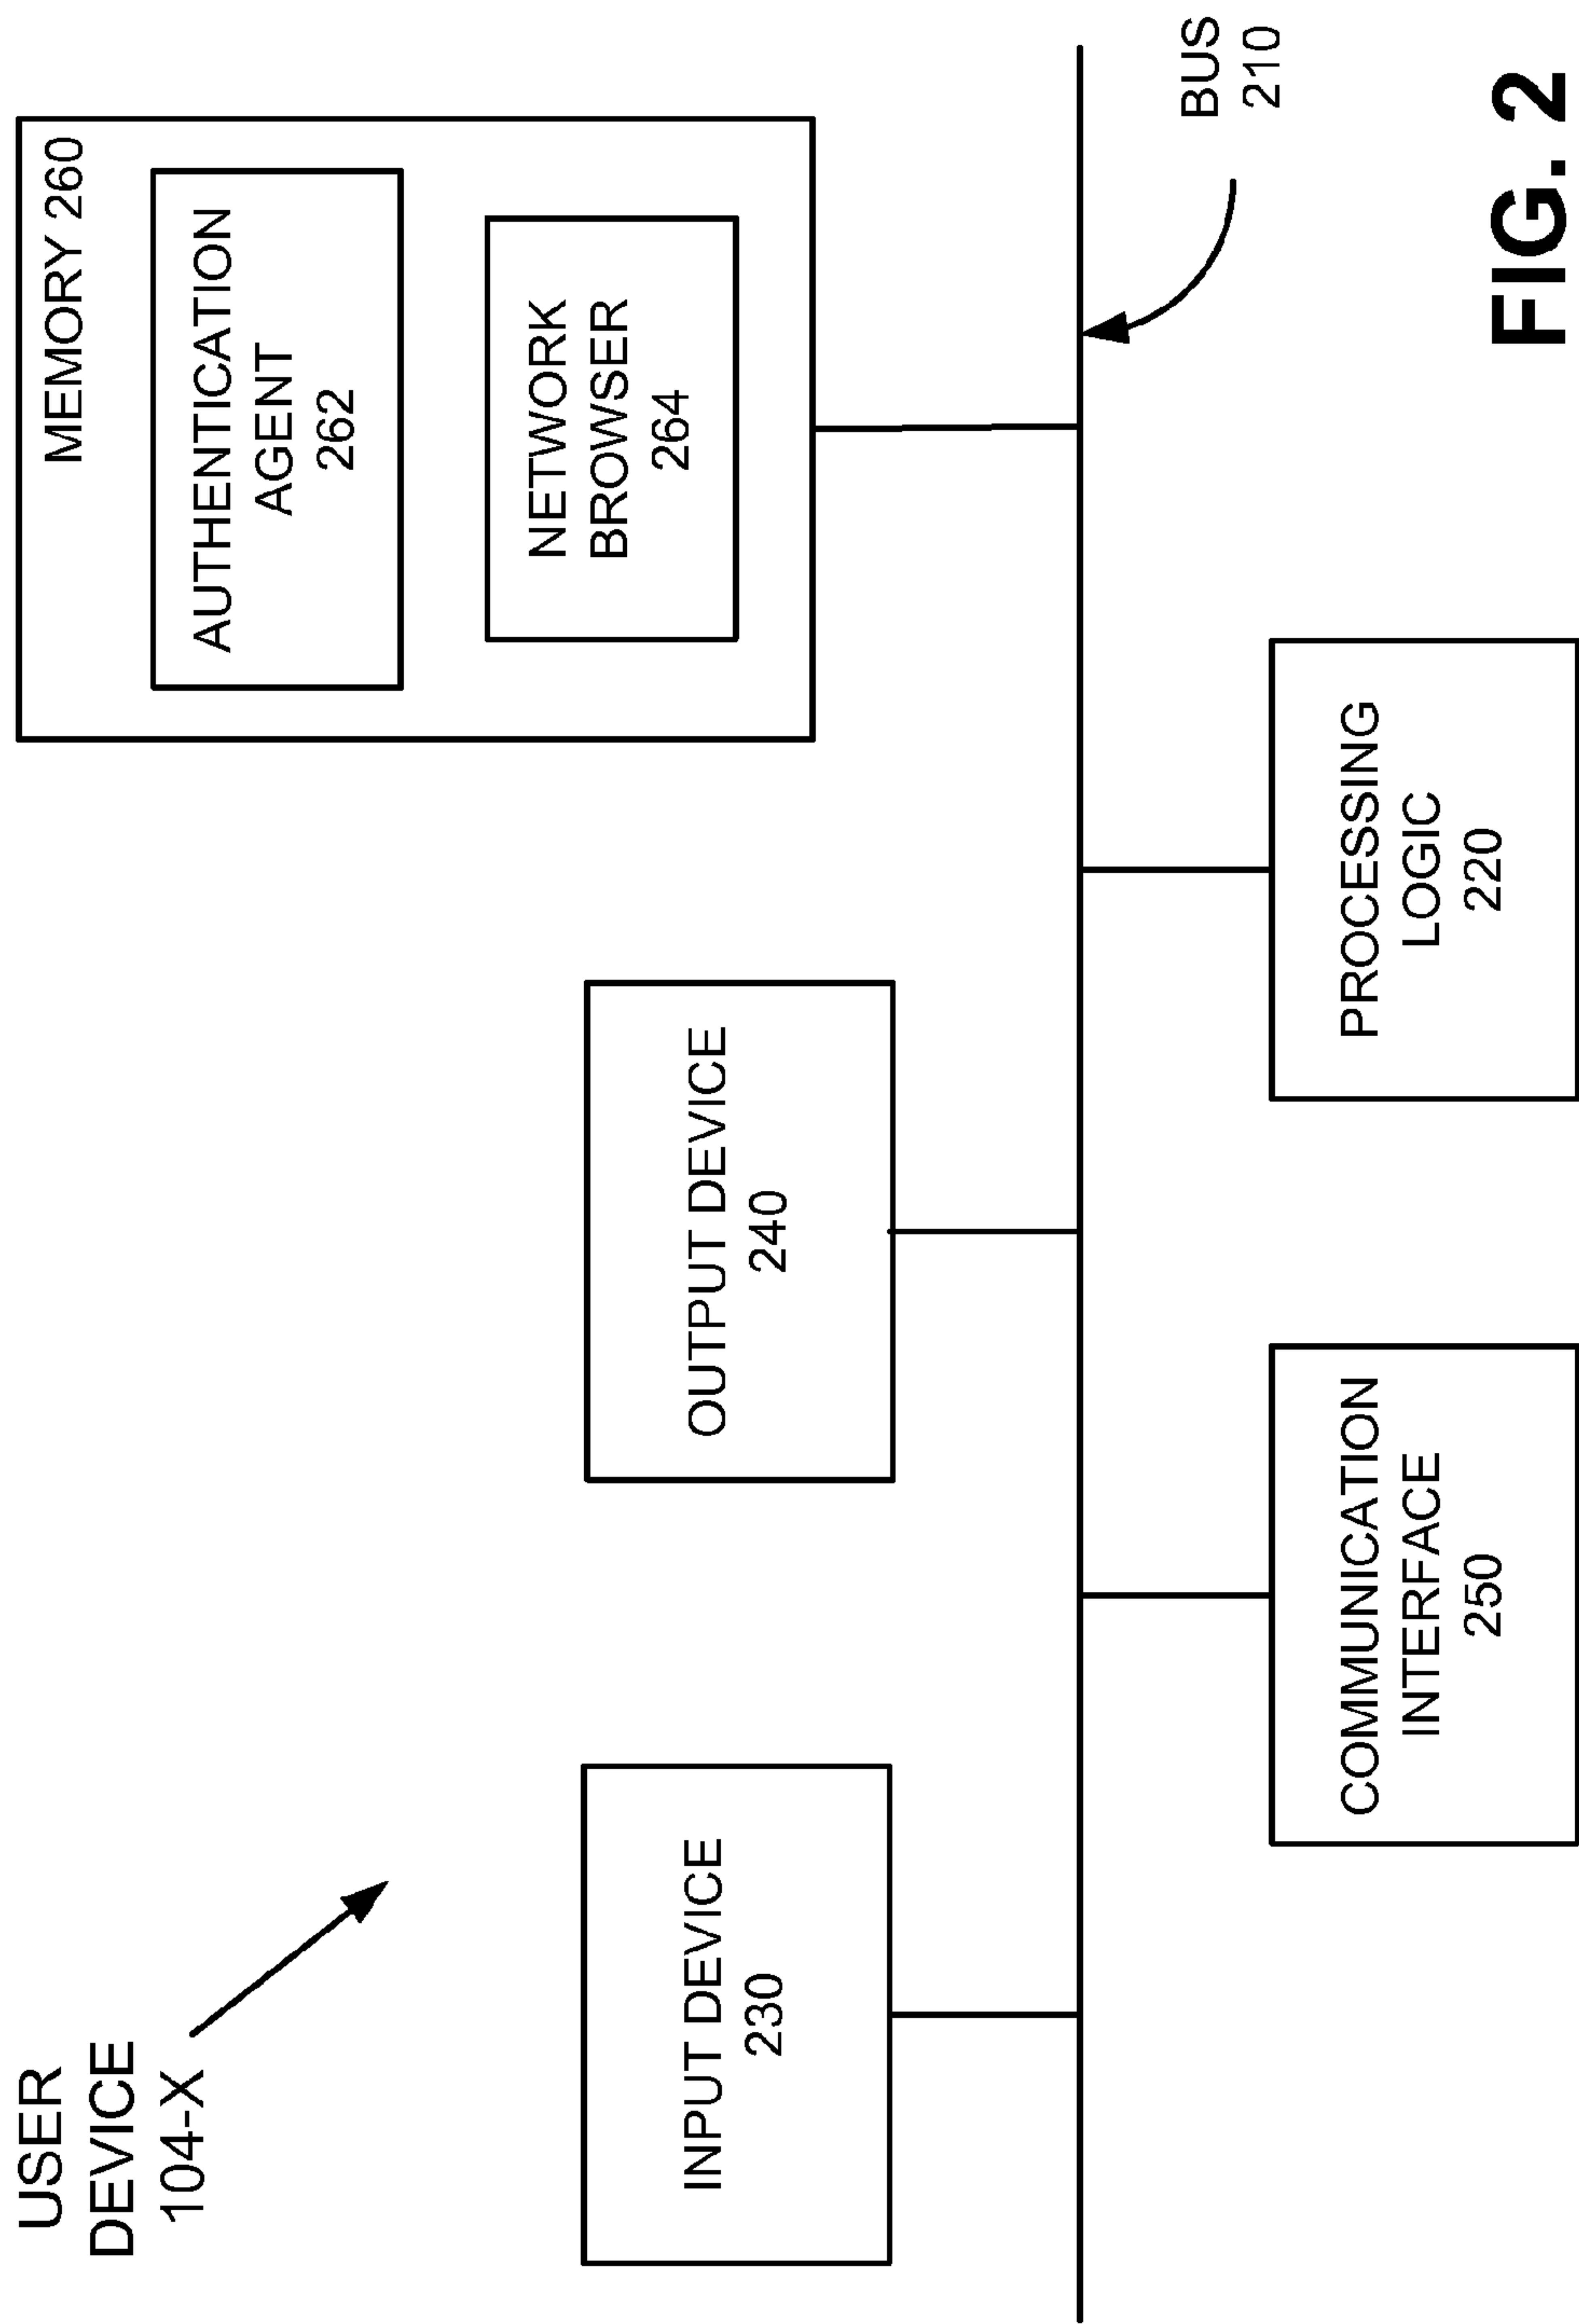 USER
DEVICE
104-X
MEMORY 260
AUTHENTICATION
AGENT
262
NETWORK
BROWSER
264
INPUT DEVICE
230
OUTPUT DEVICE
240
BUS
210
COMMUNICATION
INTERFACE
250
PROCESSING
LOGIC
220
FIG. 2